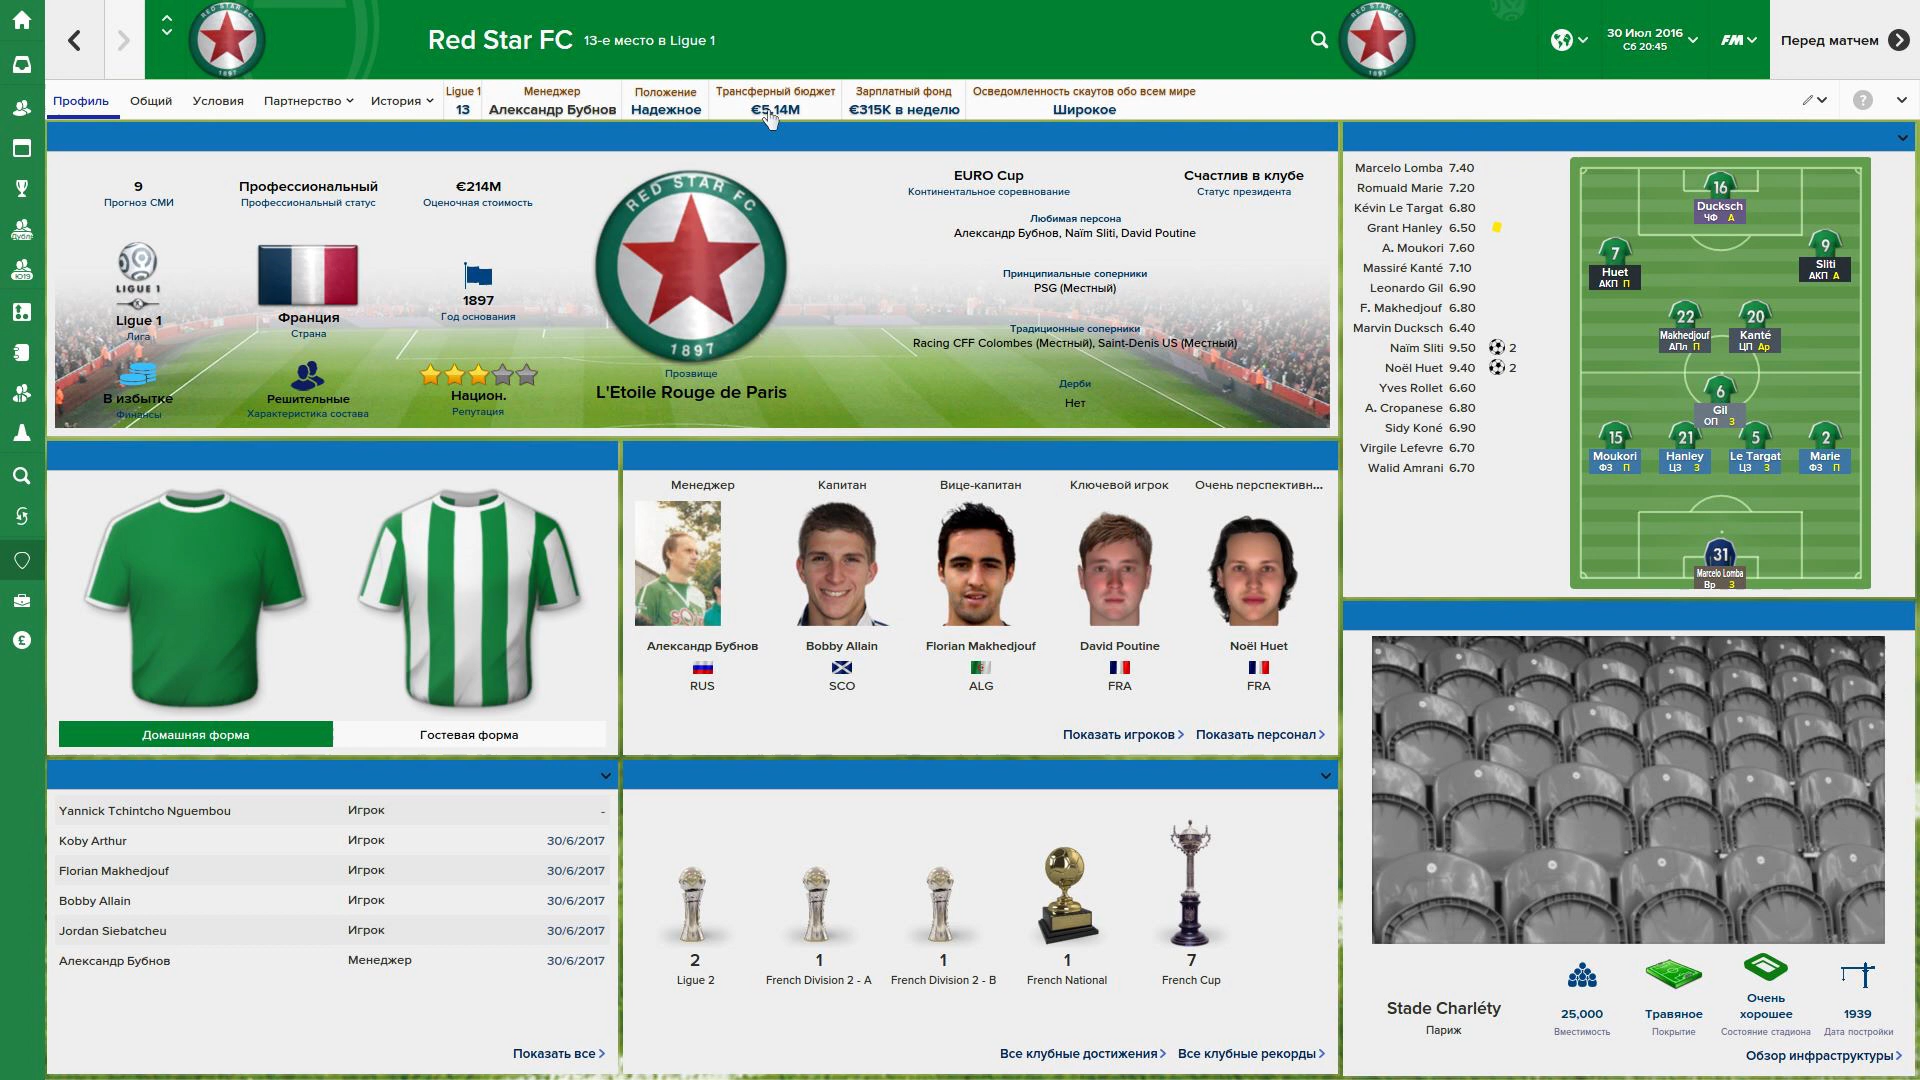 Red Star FC 13-е место в Ligue 1
30 Июл 2016
Сб 20:45
FM
Перед матчем
Профиль
Общий
Условия
Партнерство
История
Ligue 1
13
Менеджер
Александр Бубнов
Положение
Надежное
Трансферный бюджет
€5.14M
Зарплатный фонд
€315K в неделю
Осведомленность скаутов обо всем мире
Широкое
9
Прогноз СМИ
Профессиональный
Профессиональный статус
€214M
Оценочная стоимость
LIGUE 1
Ligue 1
Лига
Франция
Страна
1897
Год основания
В избытке
Финансы
Решительные
Характеристика состава
Национ.
Репутация
RED STAR FC
1897
Прозвище
L'Etoile Rouge de Paris
EURO Cup
Континентальное соревнование
Счастлив в клубе
Статус президента
Любимая персона
Александр Бубнов, Naïm Sliti, David Poutine
Принципиальные соперники
PSG (Местный)
Традиционные соперники
Racing CFF Colombes (Местный), Saint-Denis US (Местный)
Дерби
Нет
Marcelo Lomba 7.40
Romuald Marie 7.20
Kévin Le Targat 6.80
Grant Hanley 6.50
A. Moukori 7.60
Massiré Kanté 7.10
Leonardo Gil 6.90
F. Makhedjouf 6.80
Marvin Ducksch 6.40
Naïm Sliti 9.50 2
Noël Huet 9.40 2
Yves Rollet 6.60
A. Cropanese 6.80
Sidy Koné 6.90
Virgile Lefevre 6.70
Walid Amrani 6.70
16
Ducksch
ЧФ А
7
Huet
АКП П
9
Sliti
АКП А
22
Makhedjouf
АПл П
20
Kanté
ЦП Ар
6
Gil
ОП З
15
Moukori
ФЗ П
21
Hanley
ЦЗ З
5
Le Targat
ЦЗ З
2
Marie
ФЗ П
31
Marcelo Lomba
Вр З
Домашняя форма
Гостевая форма
Менеджер
Александр Бубнов
RUS
Капитан
Bobby Allain
SCO
Вице-капитан
Florian Makhedjouf
ALG
Ключевой игрок
David Poutine
FRA
Очень перспективн...
Noël Huet
FRA
Показать игроков
Показать персонал
Yannick Tchintcho Nguembou Игрок -
Koby Arthur Игрок 30/6/2017
Florian Makhedjouf Игрок 30/6/2017
Bobby Allain Игрок 30/6/2017
Jordan Siebatcheu Игрок 30/6/2017
Александр Бубнов Менеджер 30/6/2017
Показать все
2
Ligue 2
1
French Division 2 - A
1
French Division 2 - B
1
French National
7
French Cup
Все клубные достижения
Все клубные рекорды
Stade Charléty
Париж
25,000
Вместимость
Травяное
Покрытие
Очень
хорошее
Состояние стадиона
1939
Дата постройки
Обзор инфраструктуры